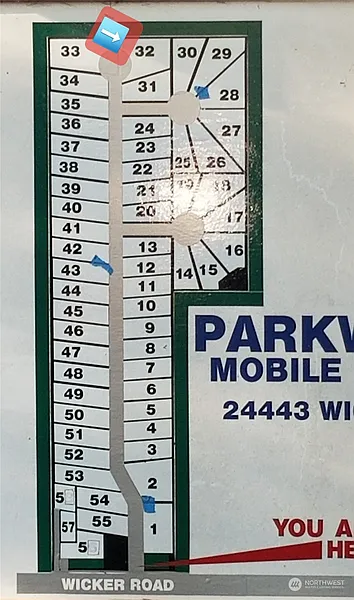 33 32 30 29
34 31 28
35
36 24 27
37 23
38 22 25 26
39 21 19 18
40 20 17
41
42 13 16
43 12 14 15
44 11
45 10
46 9
47 8
48 7
49 6
50 5
51 4
52 3
53 2
54
55 1
57
PARKW
MOBILE
24443 WI
YOU A
HE
WICKER ROAD
NORTHWEST